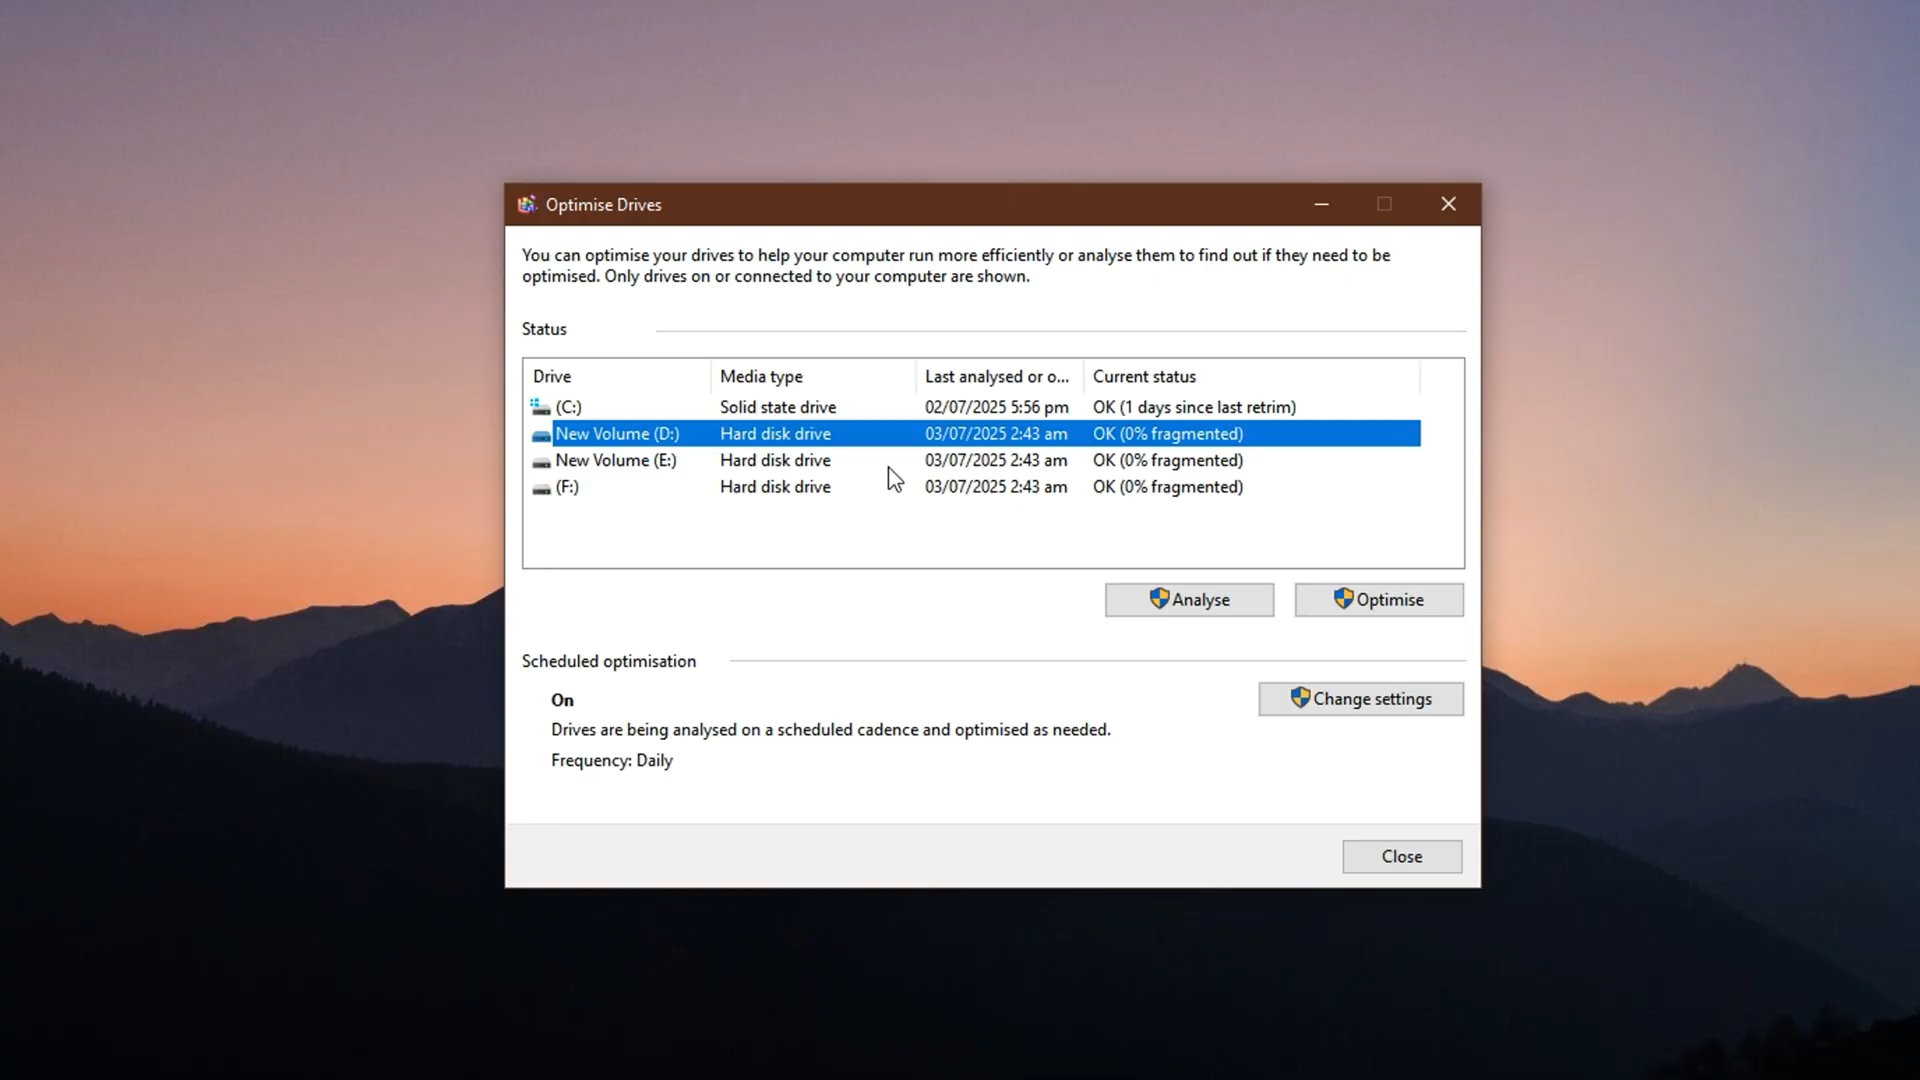 Optimise Drives
You can optimise your drives to help your computer run more efficiently or analyse them to find out if they need to be
optimised. Only drives on or connected to your computer are shown.
Status
Drive Media type Last analysed or o... Current status
(C:) Solid state drive 02/07/2025 5:56 pm OK (1 days since last retrim)
New Volume (D:) Hard disk drive 03/07/2025 2:43 am OK (0% fragmented)
New Volume (E:) Hard disk drive 03/07/2025 2:43 am OK (0% fragmented)
(F:) Hard disk drive 03/07/2025 2:43 am OK (0% fragmented)
Analyse Optimise
Scheduled optimisation
On
Change settings
Drives are being analysed on a scheduled cadence and optimised as needed.
Frequency: Daily
Close